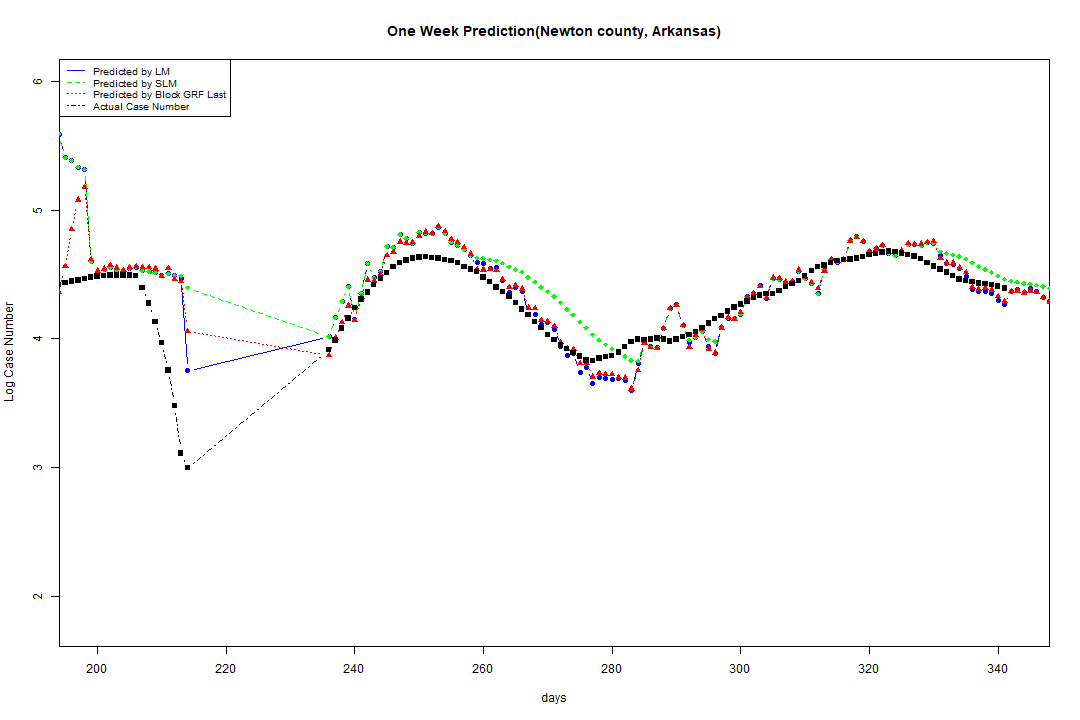 One Week Prediction(Newton county, Arkansas)
Predicted by LM
Predicted by SLM
Predicted by Block GRF Last
Actual Case Number
6
5
4
3
2
Log Case Number
200 220 240 260 280 300 320 340
days